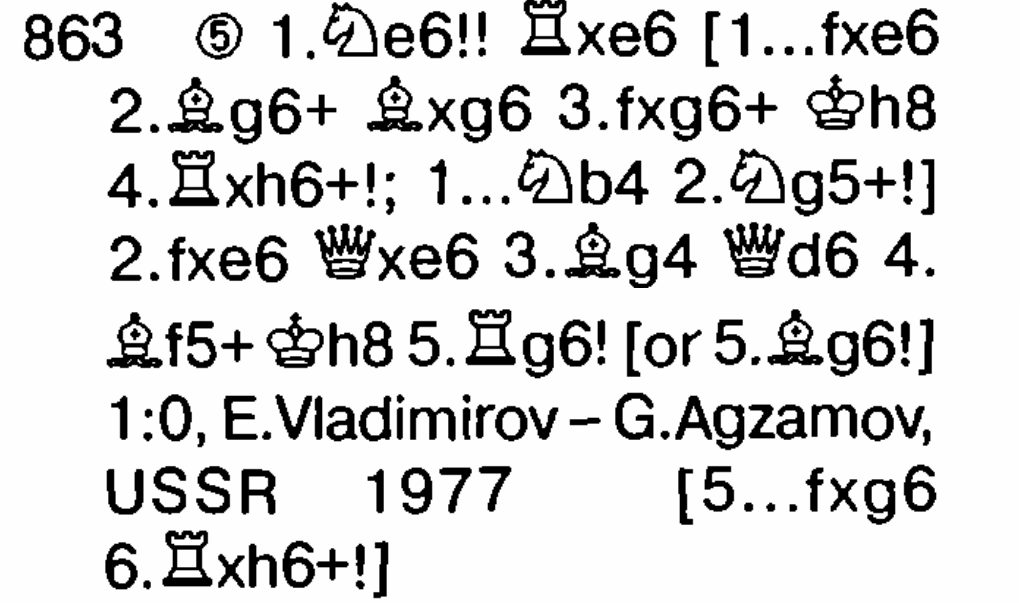 863 ⑤ 1.♘e6!! ♖xe6 [1...fxe6
2.♗g6+ ♗xg6 3.fxg6+ ♔h8
4.♖xh6+!; 1...♘b4 2.♘g5+!]
2.fxe6 ♕xe6 3.♗g4 ♕d6 4.
♗f5+ ♔h8 5.♖g6! [or 5.♗g6!]
1:0, E.Vladimirov – G.Agzamov,
USSR 1977 [5...fxg6
6.♖xh6+!]